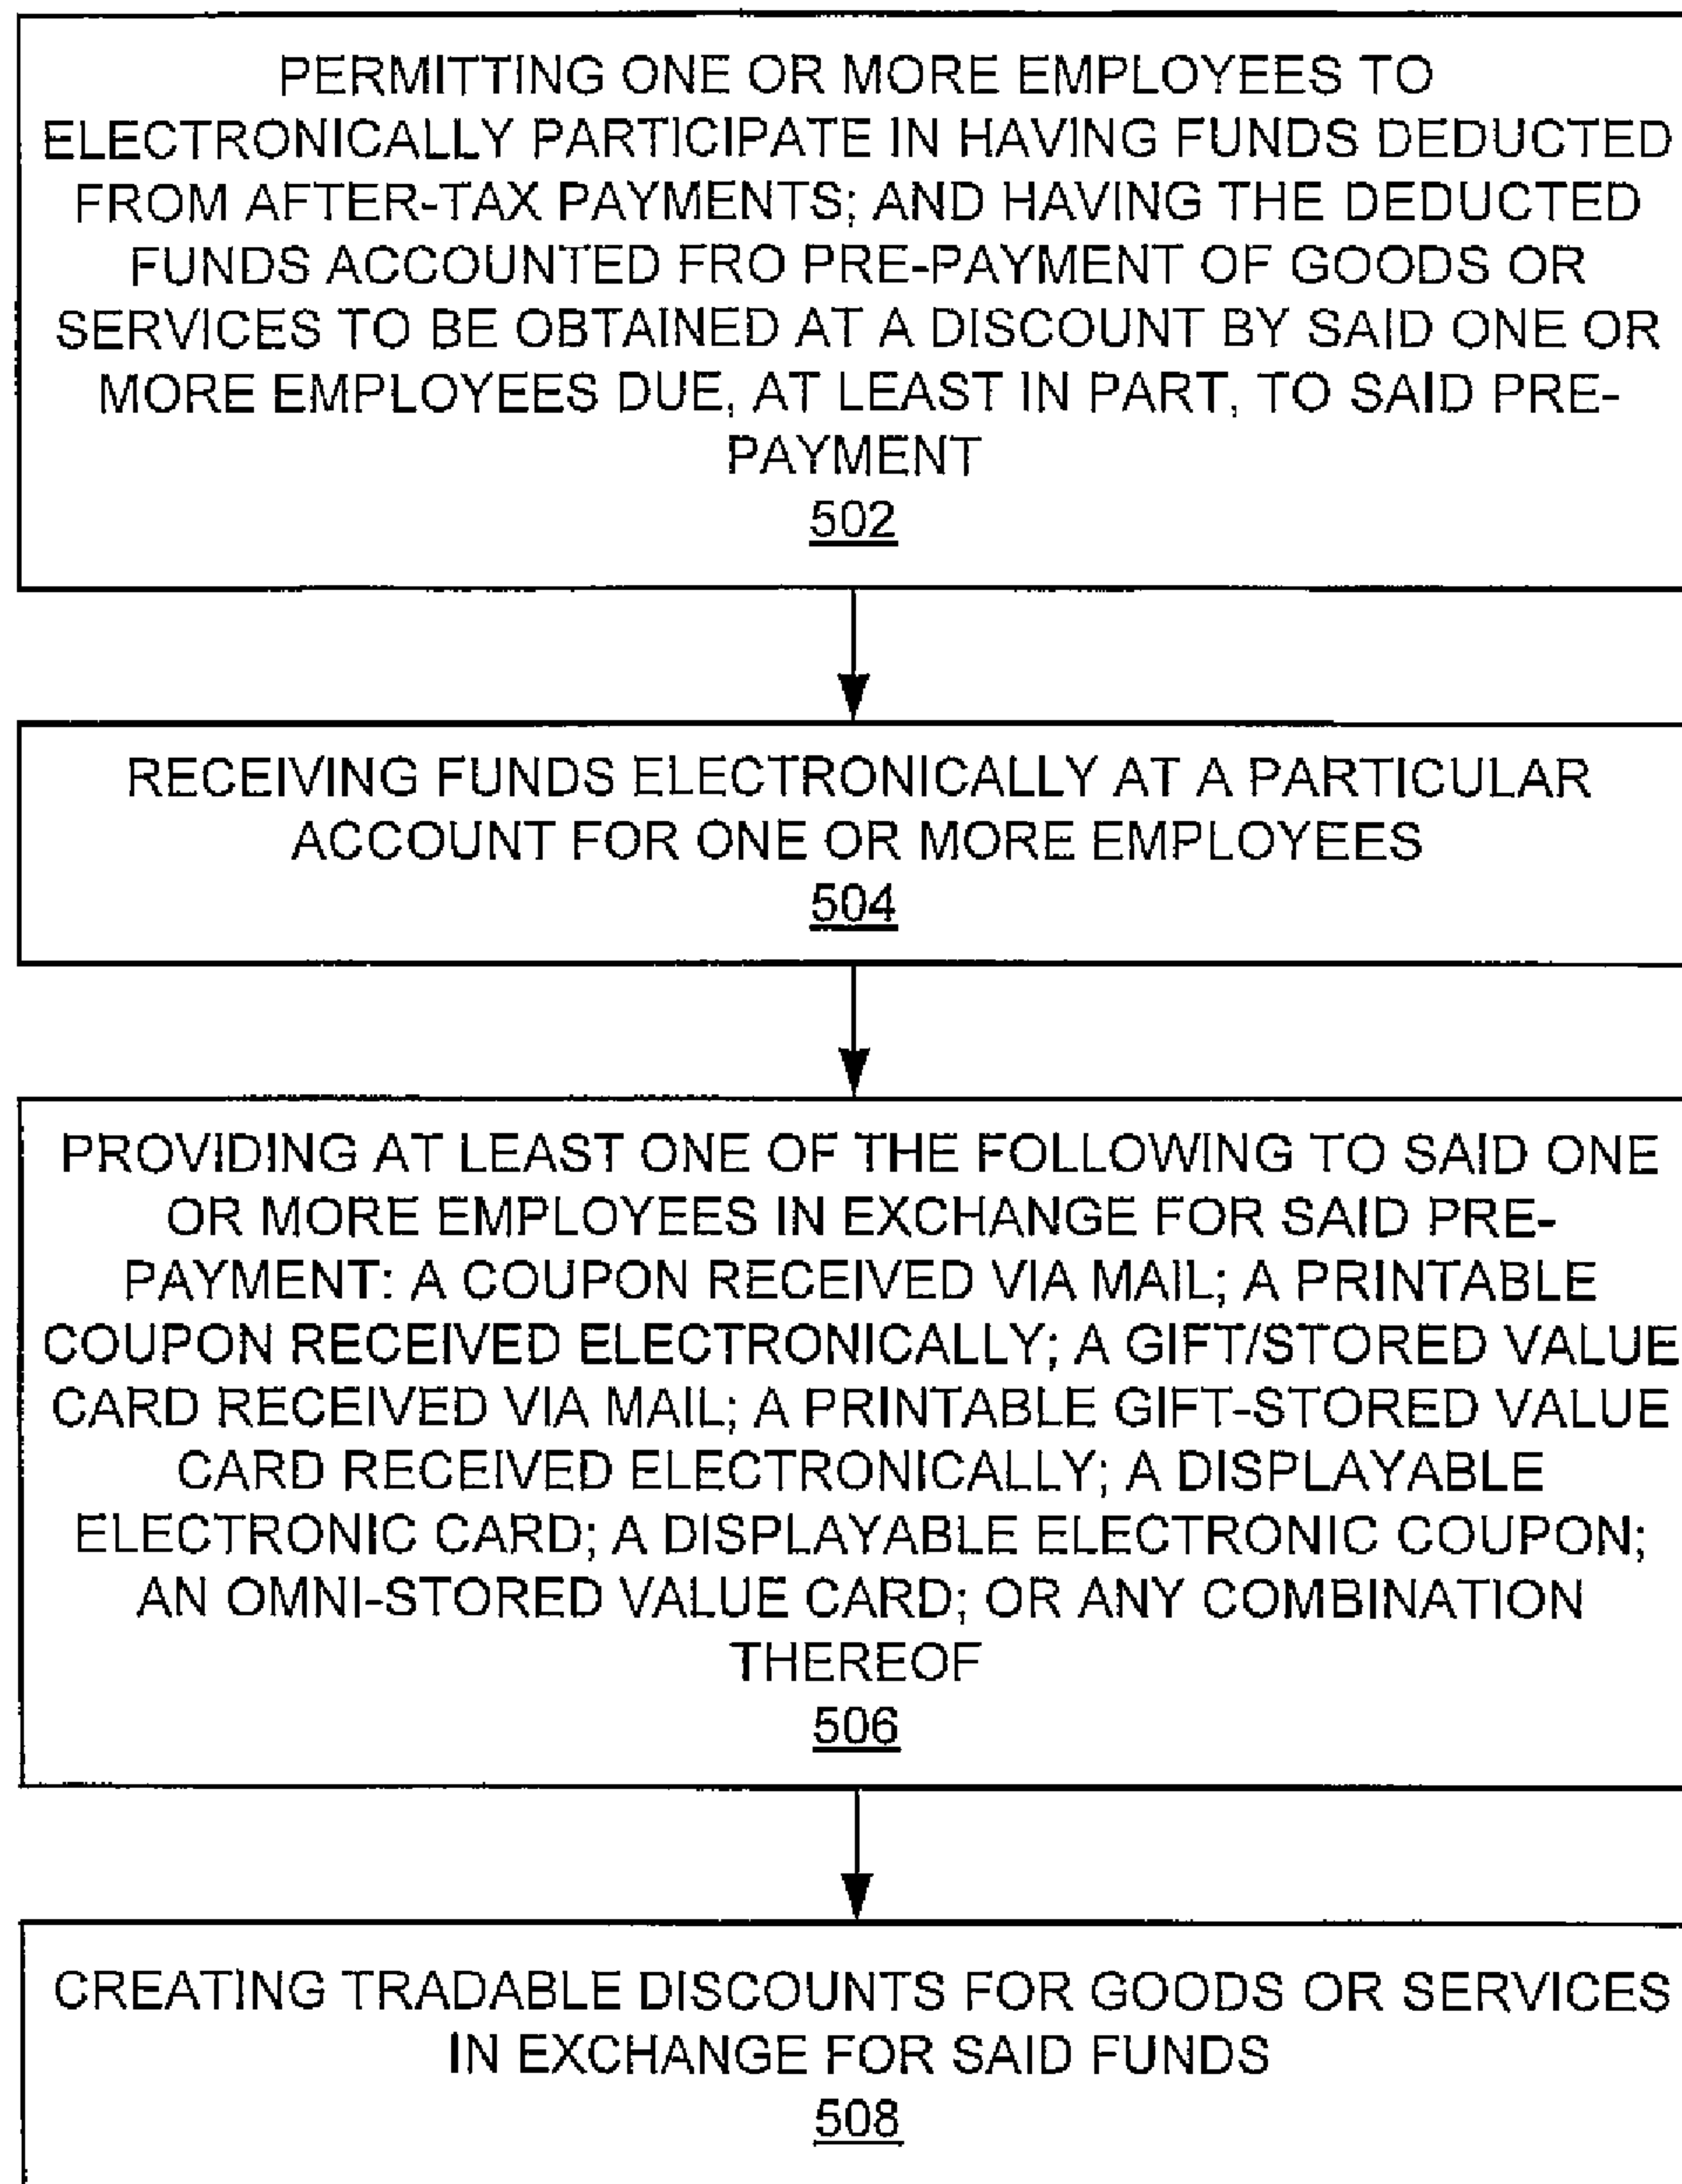 PERMITTING ONE OR MORE EMPLOYEES TO
ELECTRONICALLY PARTICIPATE IN HAVING FUNDS DEDUCTED
FROM AFTER-TAX PAYMENTS; AND HAVING THE DEDUCTED
FUNDS ACCOUNTED FRO PRE-PAYMENT OF GOODS OR
SERVICES TO BE OBTAINED AT A DISCOUNT BY SAID ONE OR
MORE EMPLOYEES DUE, AT LEAST IN PART, TO SAID PRE-
PAYMENT
502
RECEIVING FUNDS ELECTRONICALLY AT A PARTICULAR
ACCOUNT FOR ONE OR MORE EMPLOYEES
504
PROVIDING AT LEAST ONE OF THE FOLLOWING TO SAID ONE
OR MORE EMPLOYEES IN EXCHANGE FOR SAID PRE-
PAYMENT: A COUPON RECEIVED VIA MAIL; A PRINTABLE
COUPON RECEIVED ELECTRONICALLY; A GIFT/STORED VALUE
CARD RECEIVED VIA MAIL; A PRINTABLE GIFT-STORED VALUE
CARD RECEIVED ELECTRONICALLY; A DISPLAYABLE
ELECTRONIC CARD; A DISPLAYABLE ELECTRONIC COUPON;
AN OMNI-STORED VALUE CARD; OR ANY COMBINATION
THEREOF
506
CREATING TRADABLE DISCOUNTS FOR GOODS OR SERVICES
IN EXCHANGE FOR SAID FUNDS
508